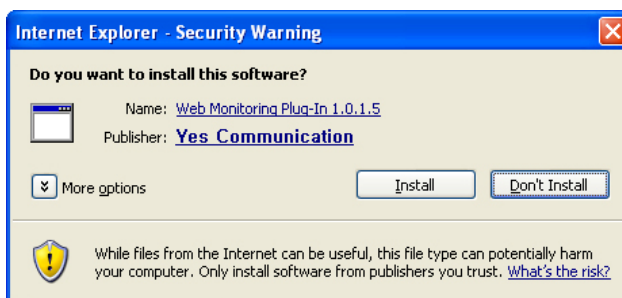 Internet Explorer - Security Warning
Do you want to install this software?
Name: Web Monitoring Plug-In 1.0.1.5
Publisher: Yes Communication
More options
Install
Don't Install
While files from the Internet can be useful, this file type can potentially harm
your computer. Only install software from publishers you trust. What's the risk?